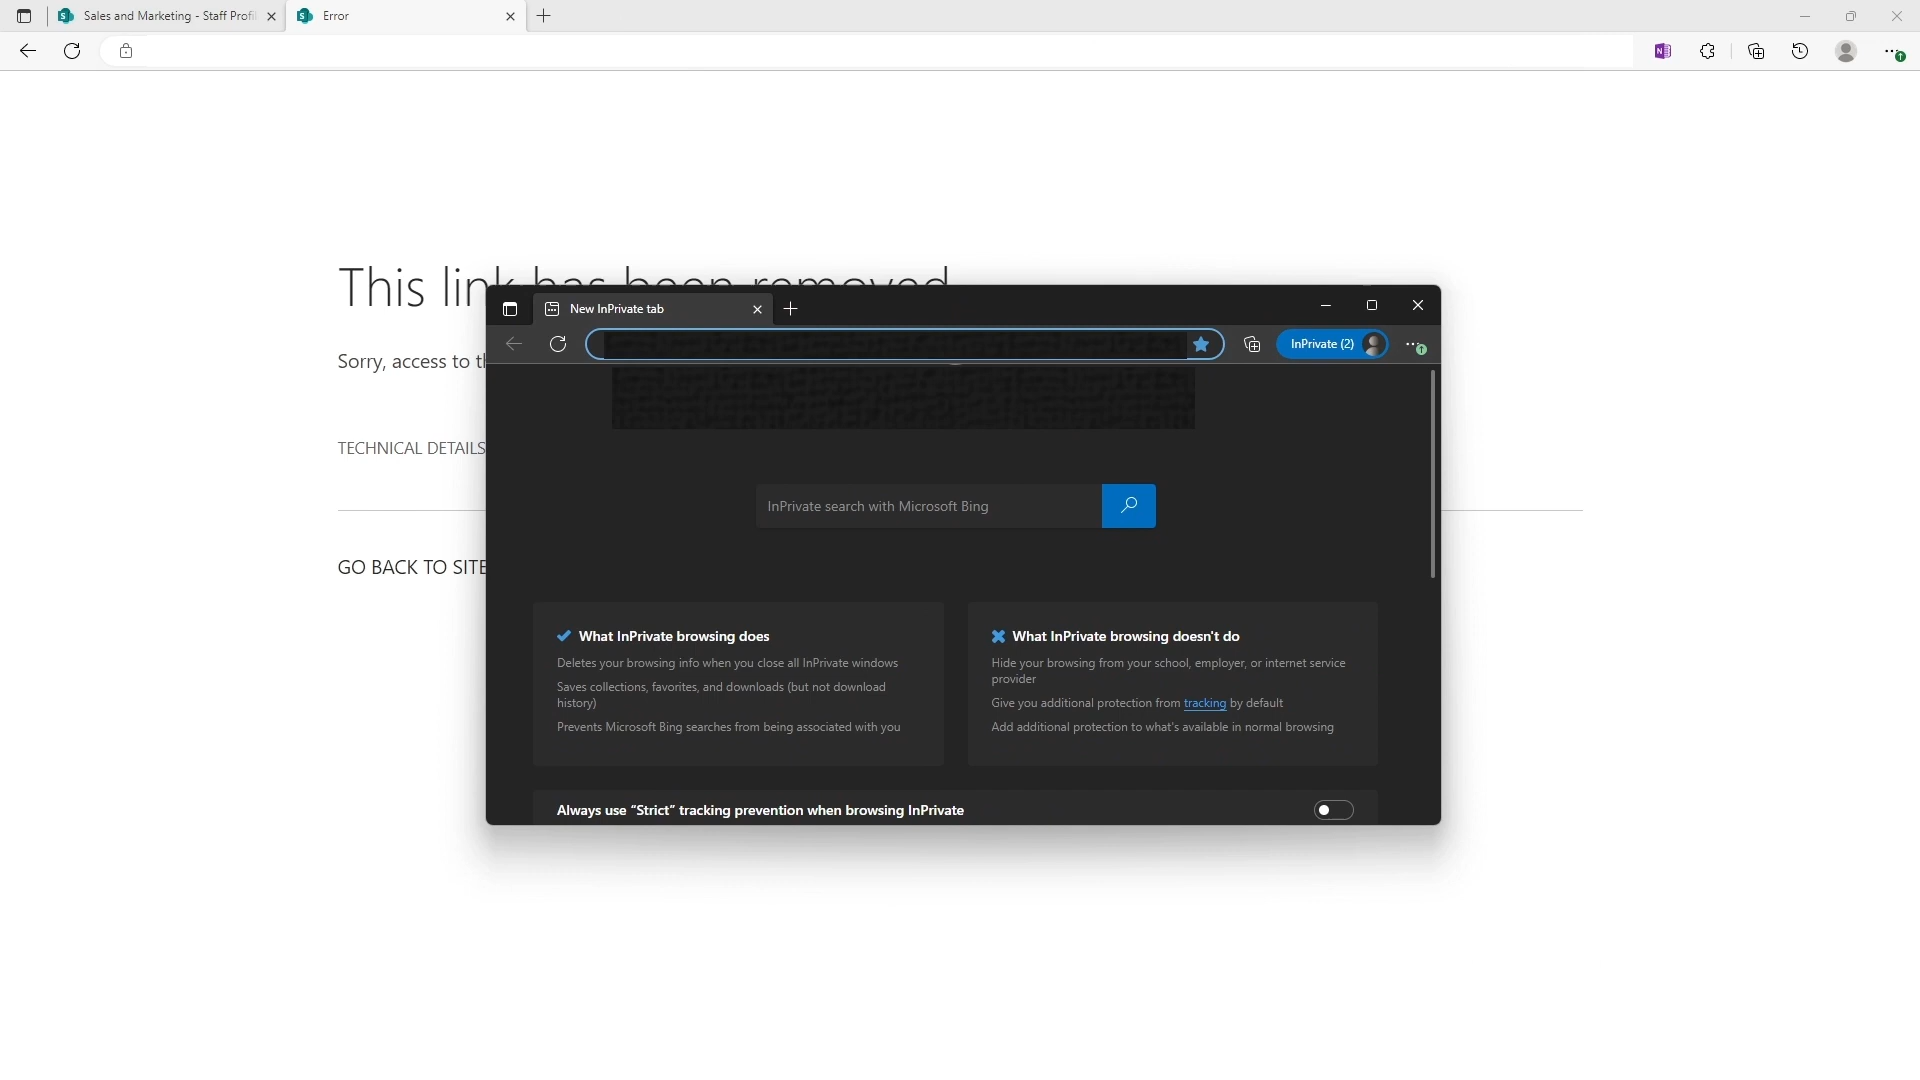 Sales and Marketing - Staff Profi
Error
This link has been removed
Sorry, access to
TECHNICAL DETAILS
GO BACK TO SITE
New InPrivate tab
InPrivate (2)
InPrivate search with Microsoft Bing
What InPrivate browsing does
Deletes your browsing info when you close all InPrivate windows
Saves collections, favorites, and downloads (but not download
history)
Prevents Microsoft Bing searches from being associated with you
What InPrivate browsing doesn't do
Hide your browsing from your school, employer, or internet service
provider
Give you additional protection from tracking by default
Add additional protection to what's available in normal browsing
Always use “Strict” tracking prevention when browsing InPrivate